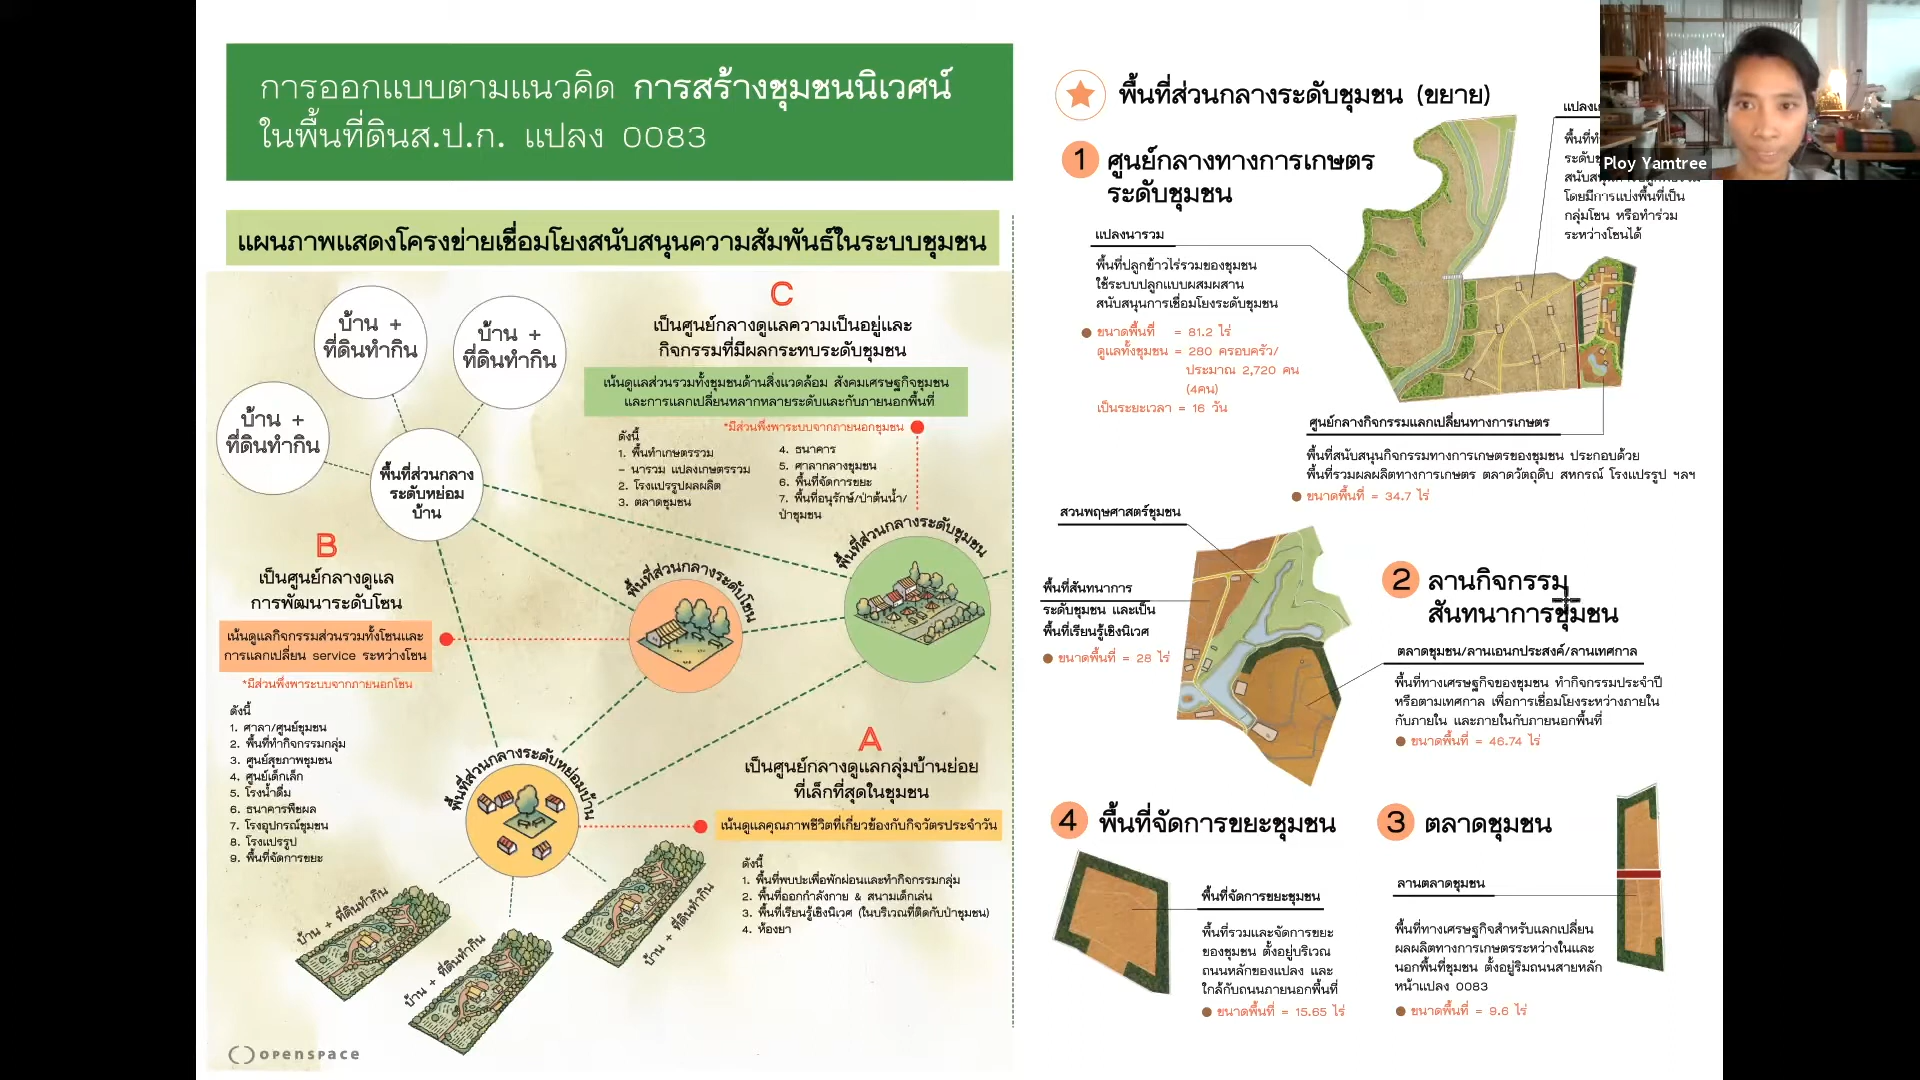 การออกแบบตามแนวคิด การสร้างชุมชนนิเวศน์
ในพื้นที่ดินส.ป.ก. แปลง 0083
แผนภาพแสดงโครงข่ายเชื่อมโยงสนับสนุนความสัมพันธ์ในระบบชุมชน
บ้าน +
ที่ดินทำกิน
บ้าน +
ที่ดินทำกิน
บ้าน +
ที่ดินทำกิน
พื้นที่ส่วนกลาง
ระดับหย่อม
บ้าน
C
เป็นศูนย์กลางดูแลความเป็นอยู่และ
กิจกรรมที่มีผลกระทบระดับชุมชน
เน้นดูแลส่วนรวมทั้งชุมชนด้านสิ่งแวดล้อม สังคมเศรษฐกิจชุมชน
และการแลกเปลี่ยนหลากหลายระดับและกับภายนอกพื้นที่
*มีส่วนพึ่งพาระบบจากภายนอกชุมชน
ดังนี้
1. พื้นทำเกษตรรวม
- นารวม แปลงเกษตรรวม
2. โรงแปรรูปผลผลิต
3. ตลาดชุมชน
4. ธนาคาร
5. ศาลากลางชุมชน
6. พื้นที่จัดการขยะ
7. พื้นที่อนุรักษ์/ป่าต้นน้ำ/
ป่าชุมชน
พื้นที่ส่วนกลางระดับชุมชน
พื้นที่ส่วนกลางระดับโซน
B
เป็นศูนย์กลางดูแล
การพัฒนาระดับโซน
เน้นดูแลกิจกรรมส่วนรวมทั้งโซนและ
การแลกเปลี่ยน service ระหว่างโซน
*มีส่วนพึ่งพาระบบจากภายนอกโซน
ดังนี้
1. ศาลา/ศูนย์ชุมชน
2. พื้นที่ทำกิจกรรมกลุ่ม
3. ศูนย์สุขภาพชุมชน
4. ศูนย์เด็กเล็ก
5. โรงน้ำดื่ม
6. ธนาคารพืชผล
7. โรงอุปกรณ์ชุมชน
8. โรงแปรรูป
9. พื้นที่จัดการขยะ
พื้นที่ส่วนกลางระดับหย่อมบ้าน
A
เป็นศูนย์กลางดูแลกลุ่มบ้านย่อย
ที่เล็กที่สุดในชุมชน
เน้นดูแลคุณภาพชีวิตที่เกี่ยวข้องกับกิจวัตรประจำวัน
ดังนี้
1. พื้นที่พบปะเพื่อพักผ่อนและทำกิจกรรมกลุ่ม
2. พื้นที่ออกกำลังกาย & สนามเด็กเล่น
3. พื้นที่เรียนรู้เชิงนิเวศ (ในบริเวณที่ติดกับป่าชุมชน)
4. ห้องยา
บ้าน + ที่ดินทำกิน
บ้าน + ที่ดินทำกิน
บ้าน + ที่ดินทำกิน
openspace
พื้นที่ส่วนกลางระดับชุมชน (ขยาย)
1 ศูนย์กลางทางการเกษตร
ระดับชุมชน
แปลงนารวม
พื้นที่ปลูกข้าวไร่รวมของชุมชน
ใช้ระบบปลูกแบบผสมผสาน
สนับสนุนการเชื่อมโยงระดับชุมชน
ขนาดพื้นที่ = 81.2 ไร่
ดูแลทั้งชุมชน = 280 ครอบครัว/
ประมาณ 2,720 คน
(4คน)
เป็นระยะเวลา = 16 วัน
โดยมีการแบ่งพื้นที่เป็น
กลุ่มโซน หรือทำร่วม
ระหว่างโซนได้
Ploy Yamtree
ศูนย์กลางกิจกรรมแลกเปลี่ยนทางการเกษตร
พื้นที่สนับสนุนกิจกรรมทางการเกษตรของชุมชน ประกอบด้วย
พื้นที่รวมผลผลิตทางการเกษตร ตลาดวัตถุดิบ สหกรณ์ โรงแปรรูป ฯลฯ
ขนาดพื้นที่ = 34.7 ไร่
สวนพฤษศาสตร์ชุมชน
พื้นที่สันทนาการ
ระดับชุมชน และเป็น
พื้นที่เรียนรู้เชิงนิเวศ
ขนาดพื้นที่ = 28 ไร่
2 ลานกิจกรรม
สันทนาการชุมชน
ตลาดชุมชน/ลานเอนกประสงค์/ลานเทศกาล
พื้นที่ทางเศรษฐกิจของชุมชน ทำกิจกรรมประจำปี
หรือตามเทศกาล เพื่อการเชื่อมโยงระหว่างภายใน
กับภายใน และภายในกับภายนอกพื้นที่
ขนาดพื้นที่ = 46.74 ไร่
4 พื้นที่จัดการขยะชุมชน
พื้นที่จัดการขยะชุมชน
พื้นที่รวมและจัดการขยะ
ของชุมชน ตั้งอยู่บริเวณ
ถนนหลักของแปลง และ
ใกล้กับถนนภายนอกพื้นที่
ขนาดพื้นที่ = 15.65 ไร่
3 ตลาดชุมชน
ลานตลาดชุมชน
พื้นที่ทางเศรษฐกิจสำหรับแลกเปลี่ยน
ผลผลิตทางการเกษตรระหว่างในและ
นอกพื้นที่ชุมชน ตั้งอยู่ริมถนนสายหลัก
หน้าแปลง 0083
ขนาดพื้นที่ = 9.6 ไร่